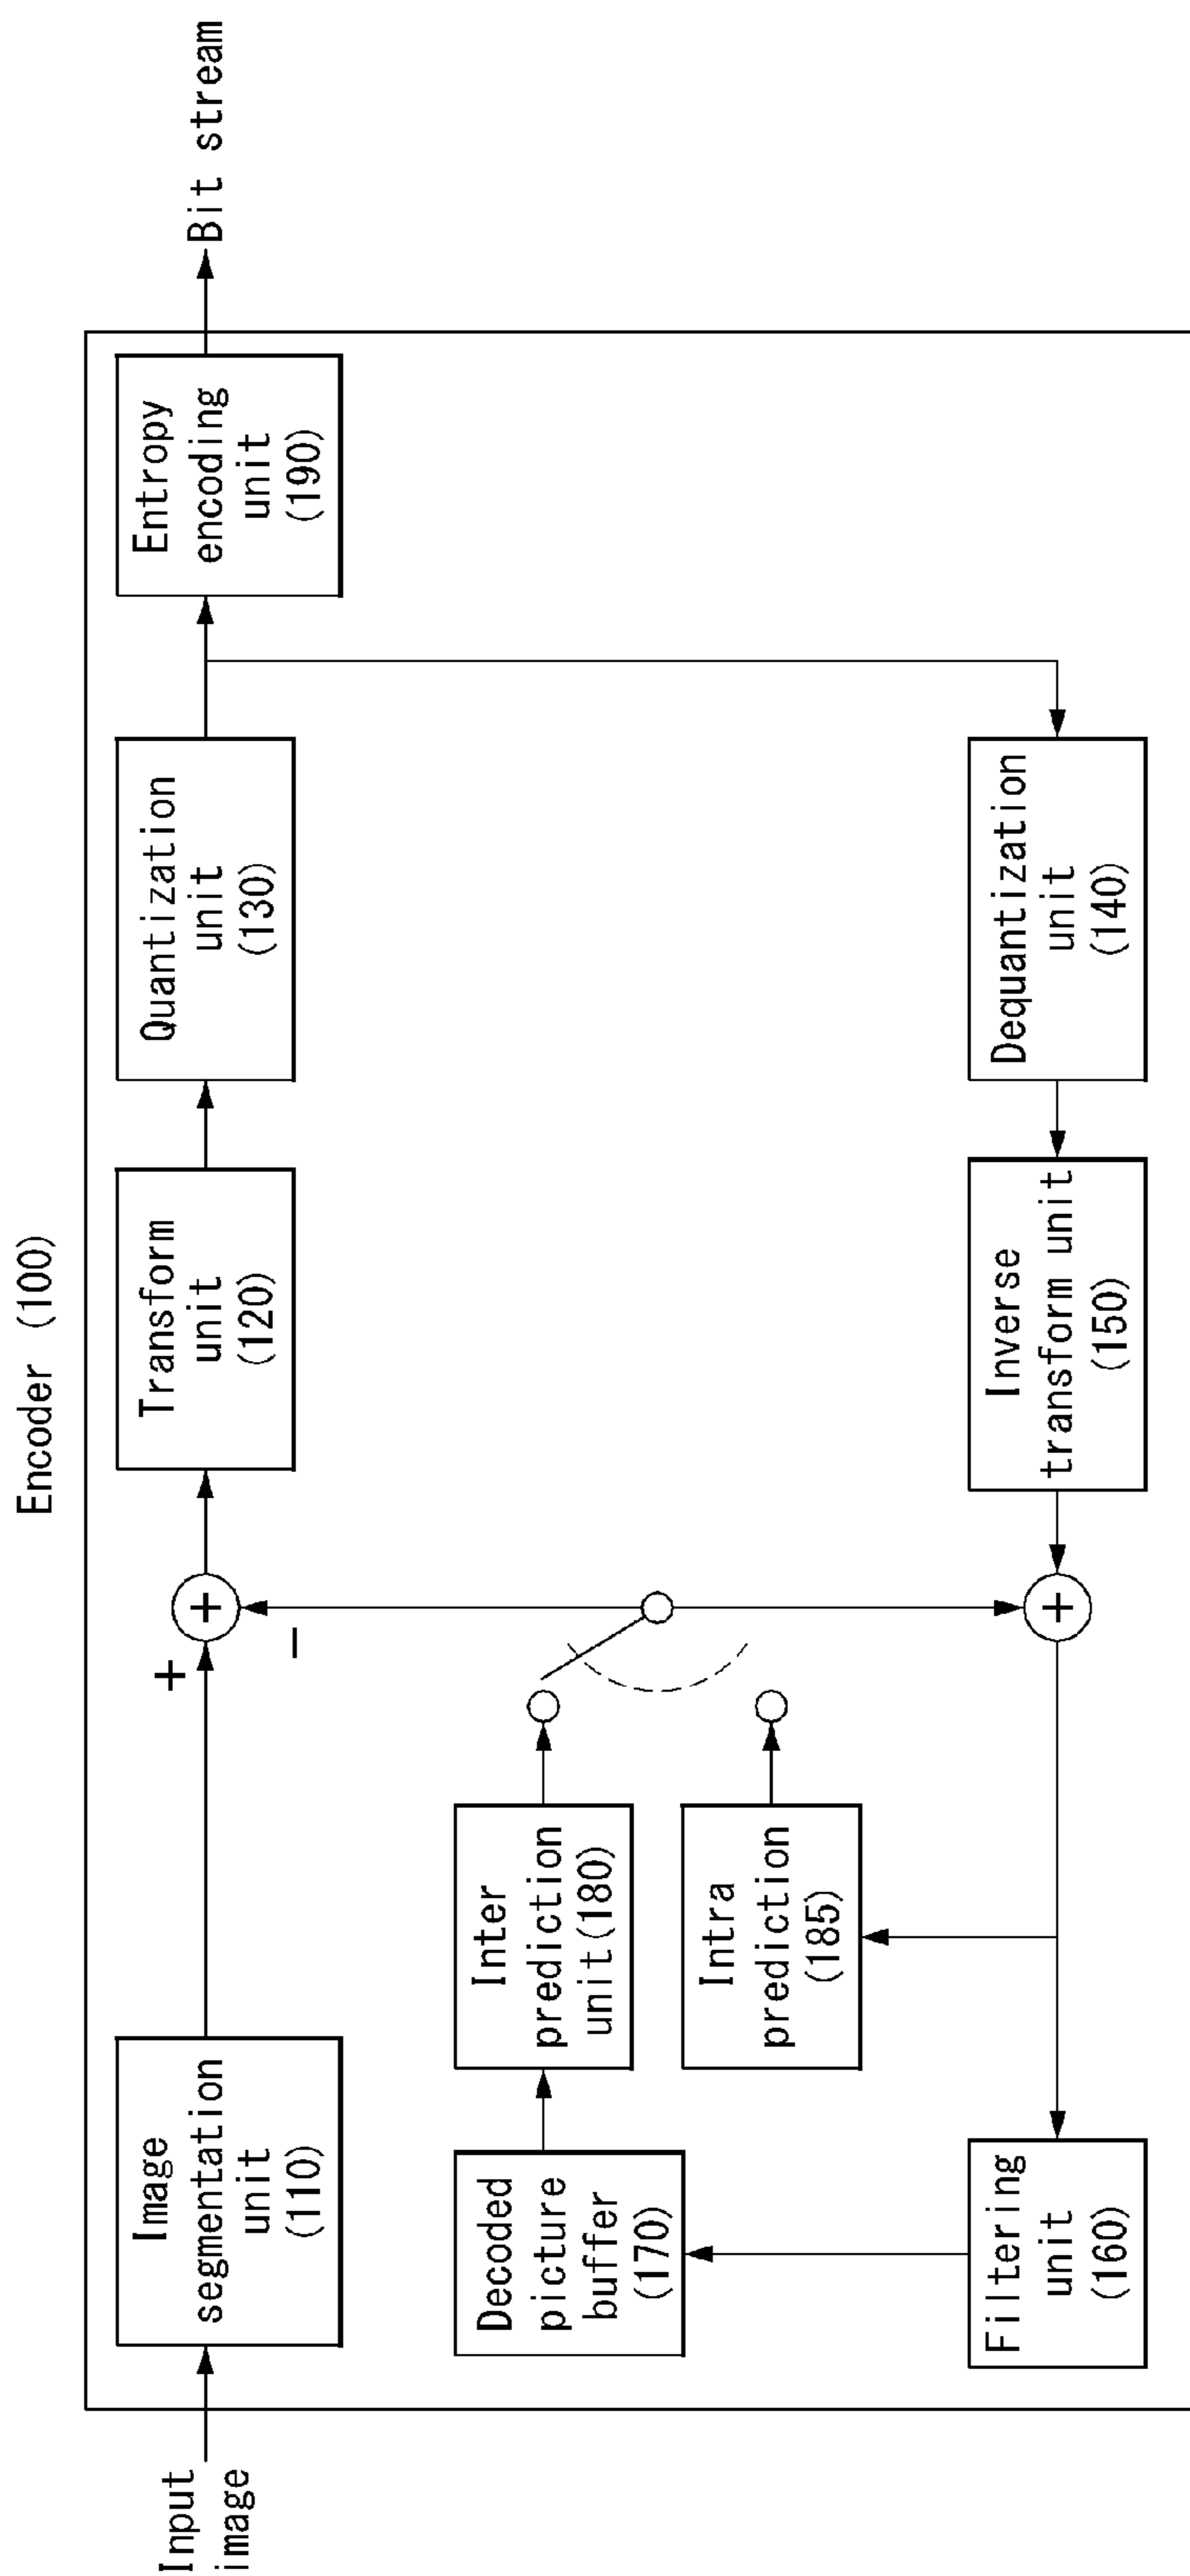 Encoder (100)
Input
image
Image
segmentation
unit
(110)
+
−
+
Transform
unit
(120)
Quantization
unit
(130)
Entropy
encoding
unit
(190)
Bit stream
Decoded
picture
buffer
(170)
Inter
prediction
unit(180)
Intra
prediction
(185)
Filtering
unit
(160)
+
Inverse
transform unit
(150)
Dequantization
unit
(140)